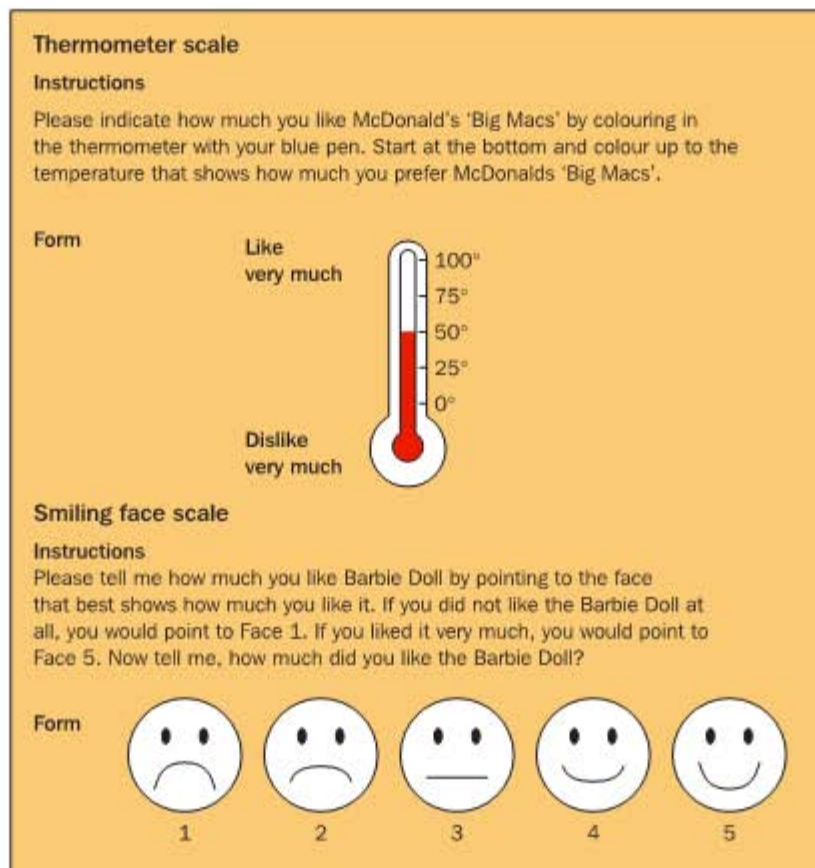 Thermometer scale
Instructions
Please indicate how much you like McDonald's 'Big Macs' by colouring in
the thermometer with your blue pen. Start at the bottom and colour up to the
temperature that shows how much you prefer McDonalds 'Big Macs'.
Form
Like
very much
100°
75°
50°
25°
0°
Dislike
very much
Smiling face scale
Instructions
Please tell me how much you like Barbie Doll by pointing to the face
that best shows how much you like it. If you did not like the Barbie Doll at
all, you would point to Face 1. If you liked it very much, you would point to
Face 5. Now tell me, how much did you like the Barbie Doll?
Form
1 2 3 4 5